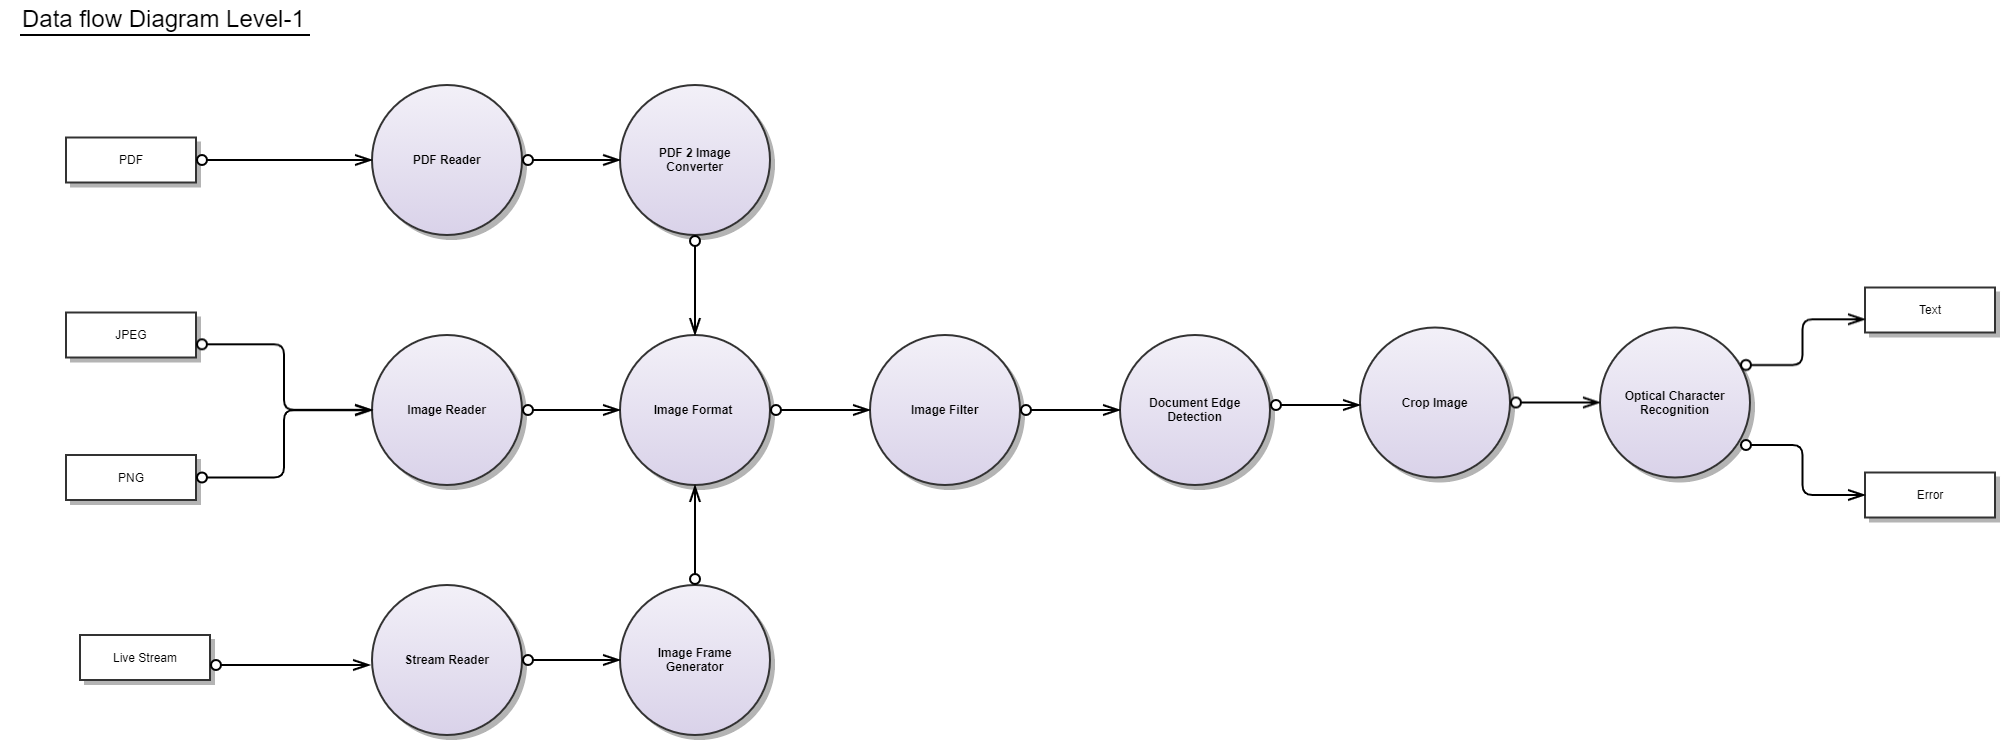 Data flow Diagram Level-1
PDF
PDF Reader
PDF 2 Image
Converter
JPEG
PNG
Image Reader
Image Format
Image Filter
Document Edge
Detection
Crop Image
Optical Character
Recognition
Text
Error
Live Stream
Stream Reader
Image Frame
Generator